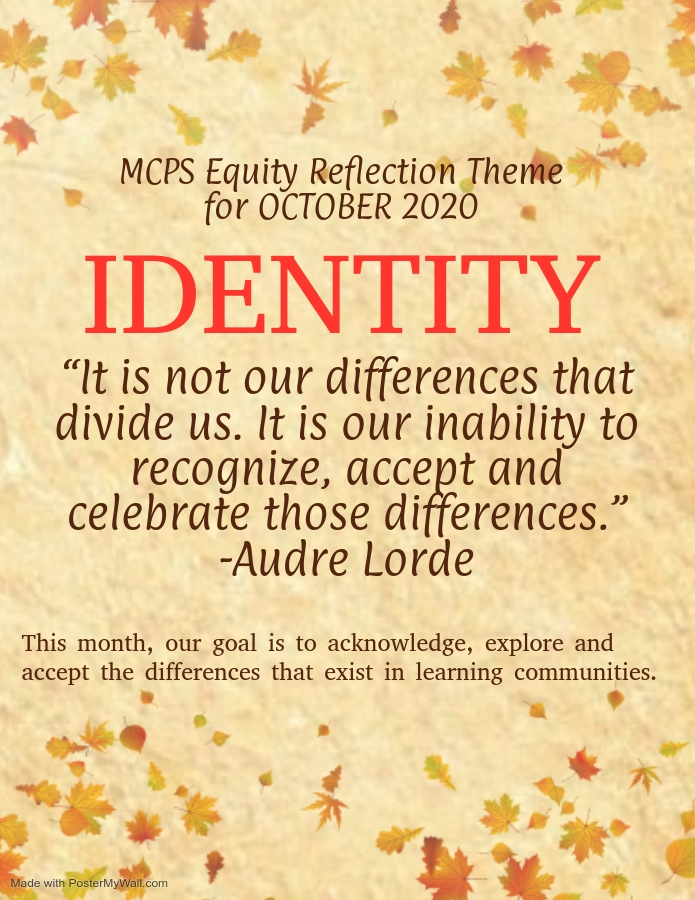 MCPS Equity Reflection Theme
for OCTOBER 2020
IDENTITY
“It is not our differences that
divide us. It is our inability to
recognize, accept and
celebrate those differences.”
-Audre Lorde
This month, our goal is to acknowledge, explore and
accept the differences that exist in learning communities.
Made with PosterMyWall.com